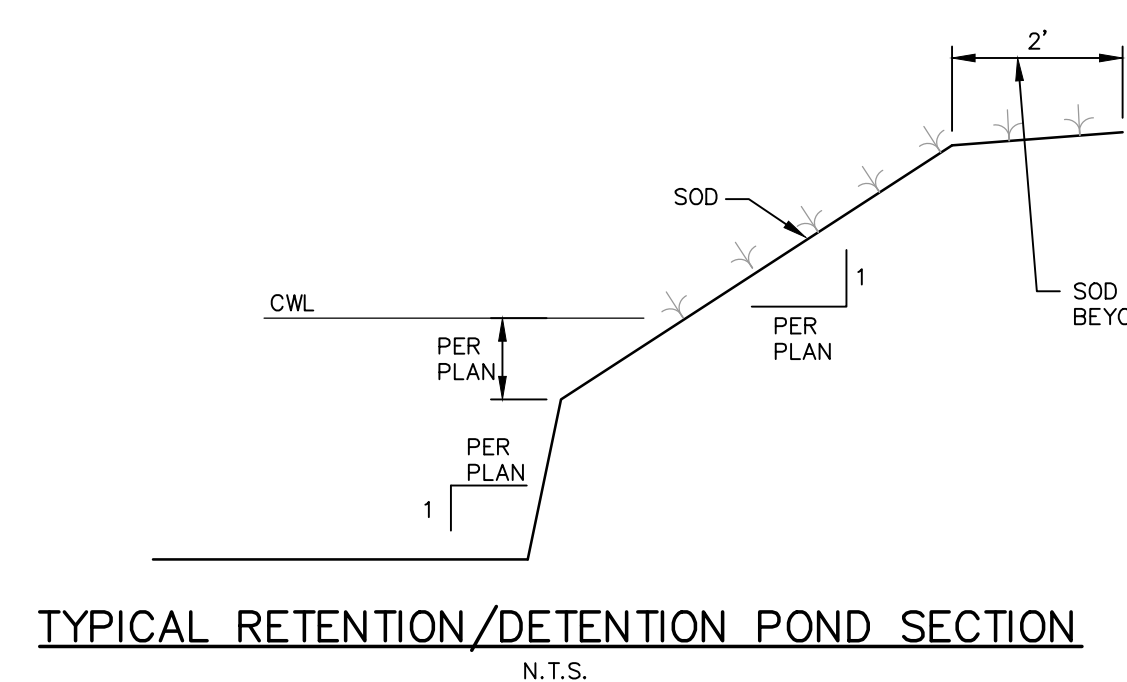 2'
SOD
1
PER
PLAN
SOD
CWL
PER
PLAN
PER
PLAN
1
TYPICAL RETENTION/DETENTION POND SECTION
N.T.S.